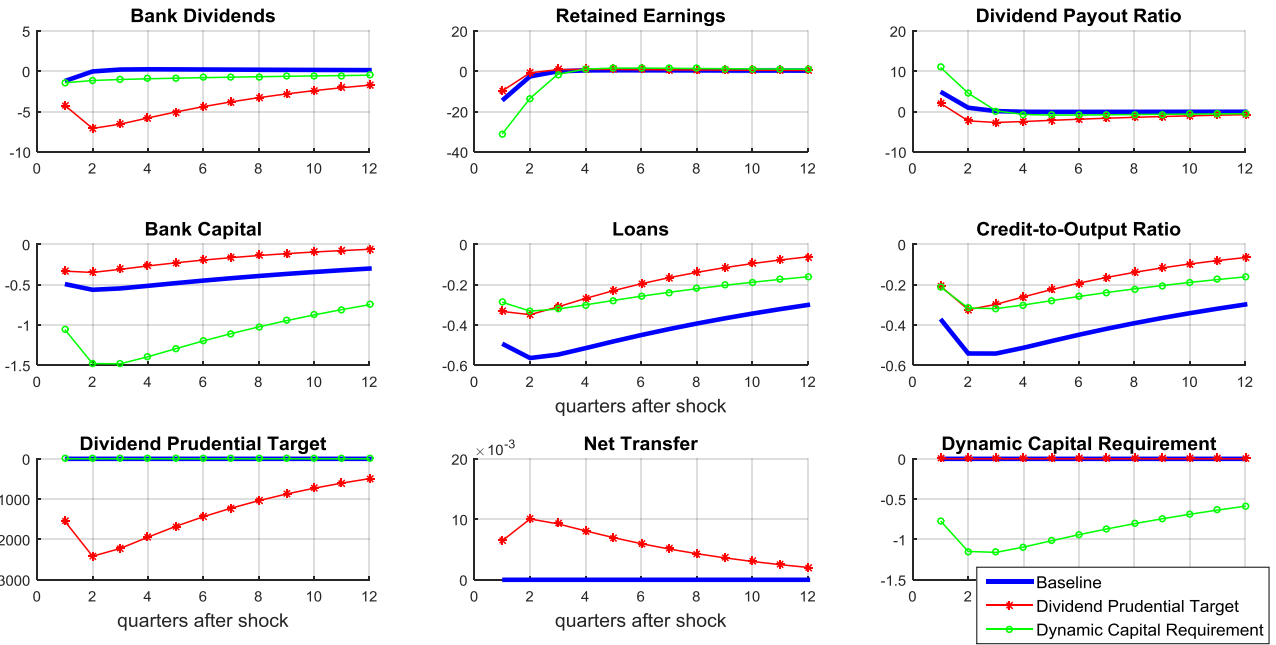 Bank Dividends
5
0
-5
-10
0 2 4 6 8 10 12
Retained Earnings
20
0
-20
-40
0 2 4 6 8 10 12
Dividend Payout Ratio
20
10
0
-10
0 2 4 6 8 10 12
Bank Capital
0
-0.5
-1
-1.5
0 2 4 6 8 10 12
Loans
0
-0.2
-0.4
-0.6
0 2 4 6 8 10 12
quarters after shock
Credit-to-Output Ratio
0
-0.2
-0.4
-0.6
0 2 4 6 8 10 12
Dividend Prudential Target
0
1000
2000
3000
0 2 4 6 8 10 12
quarters after shock
Net Transfer
×10-3
20
10
0
0 2 4 6 8 10 12
quarters after shock
Dynamic Capital Requirement
0
-0.5
-1
-1.5
0 2
Baseline
Dividend Prudential Target
Dynamic Capital Requirement